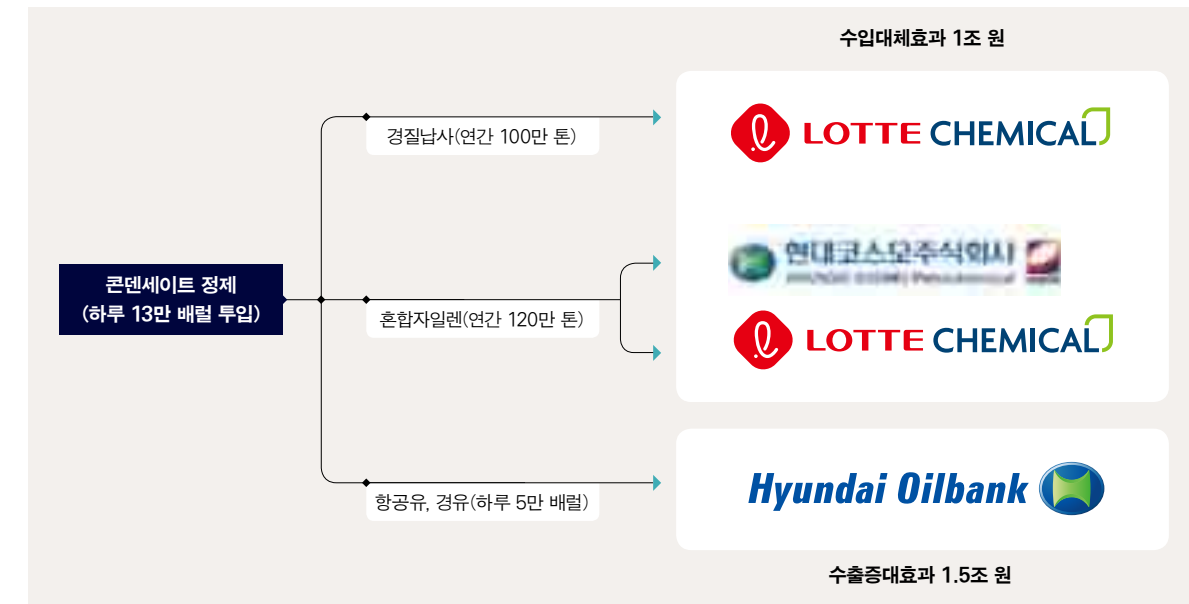 수입대체효과 1조 원
경질납사(연간 100만 톤)
LOTTE CHEMICAL
콘덴세이트 정제
(하루 13만 배럴 투입)
혼합자일렌(연간 120만 톤)
현대코스모주식회사
LOTTE CHEMICAL
항공유, 경유(하루 5만 배럴)
Hyundai Oilbank
수출증대효과 1.5조 원